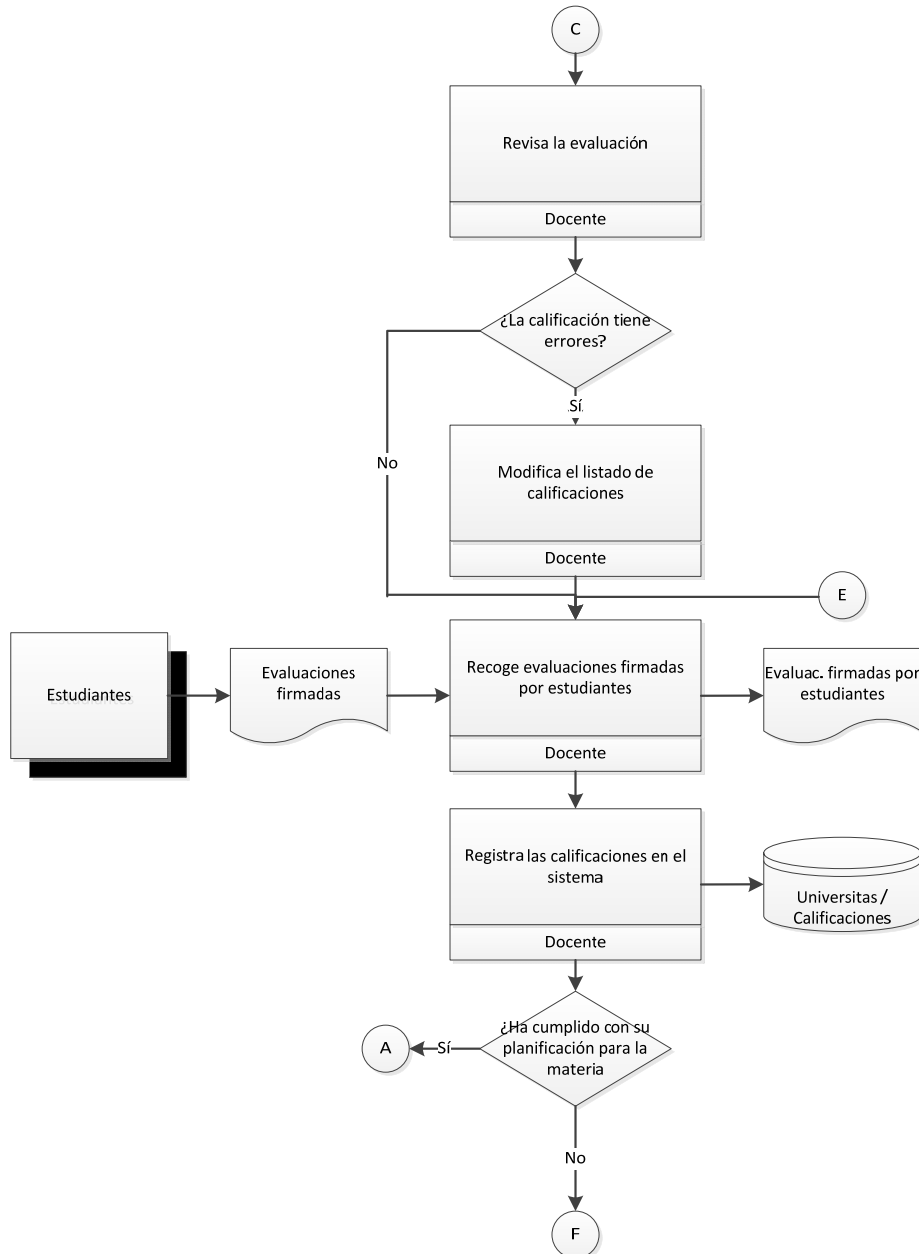 C
Revisa la evaluación
Docente
¿La calificación tiene
errores?
Sí
No
Modifica el listado de
calificaciones
Docente
E
Estudiantes
Evaluaciones
firmadas
Recoge evaluaciones firmadas
por estudiantes
Docente
Evaluac. firmadas por
estudiantes
Registra las calificaciones en el
sistema
Docente
Universitas /
Calificaciones
¿Ha cumplido con su
planificación para la
materia
Sí
A
No
F